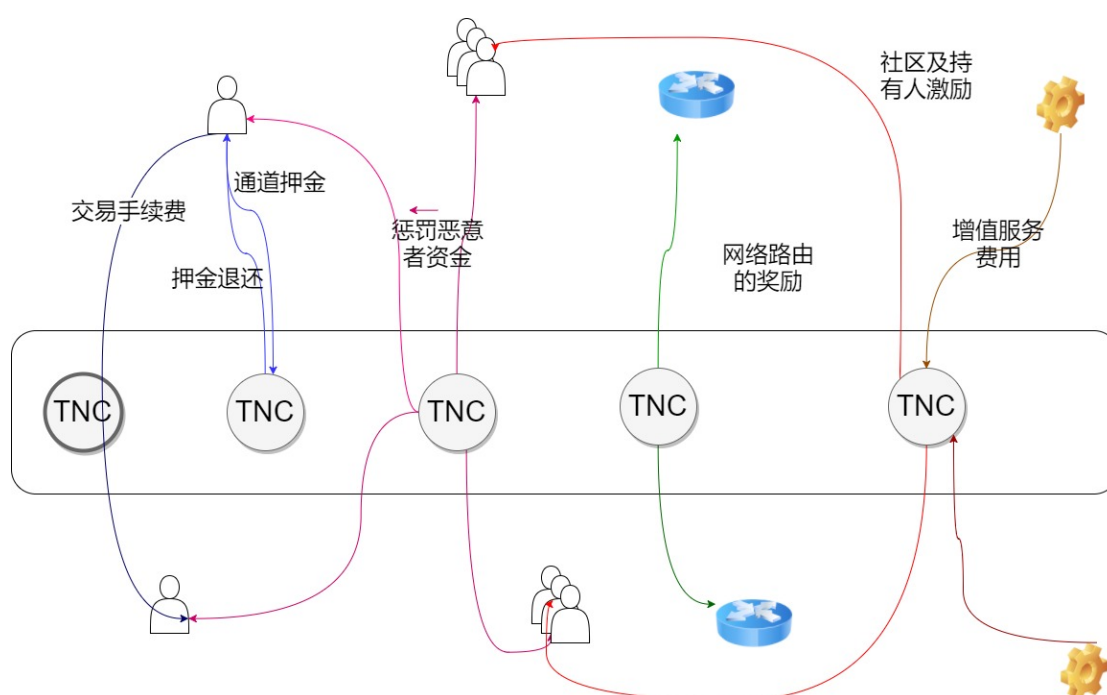 社区及持
有人激励
通道押金
交易手续费
惩罚恶意
者资金
增值服务
费用
网络路由
的奖励
押金退还
TNC
TNC
TNC
TNC
TNC